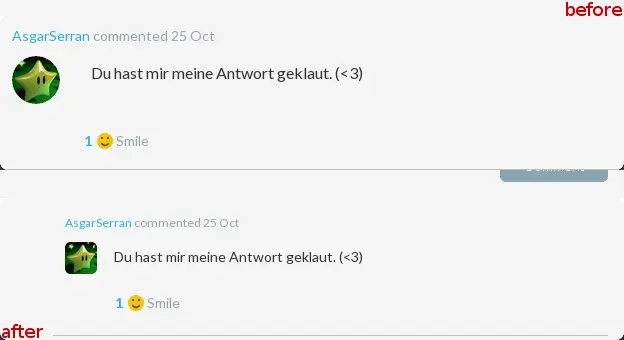 before
AsgarSerran commented 25 Oct
Du hast mir meine Antwort geklaut. (<3)
1 Smile
AsgarSerran commented 25 Oct
Du hast mir meine Antwort geklaut. (<3)
1 Smile
after